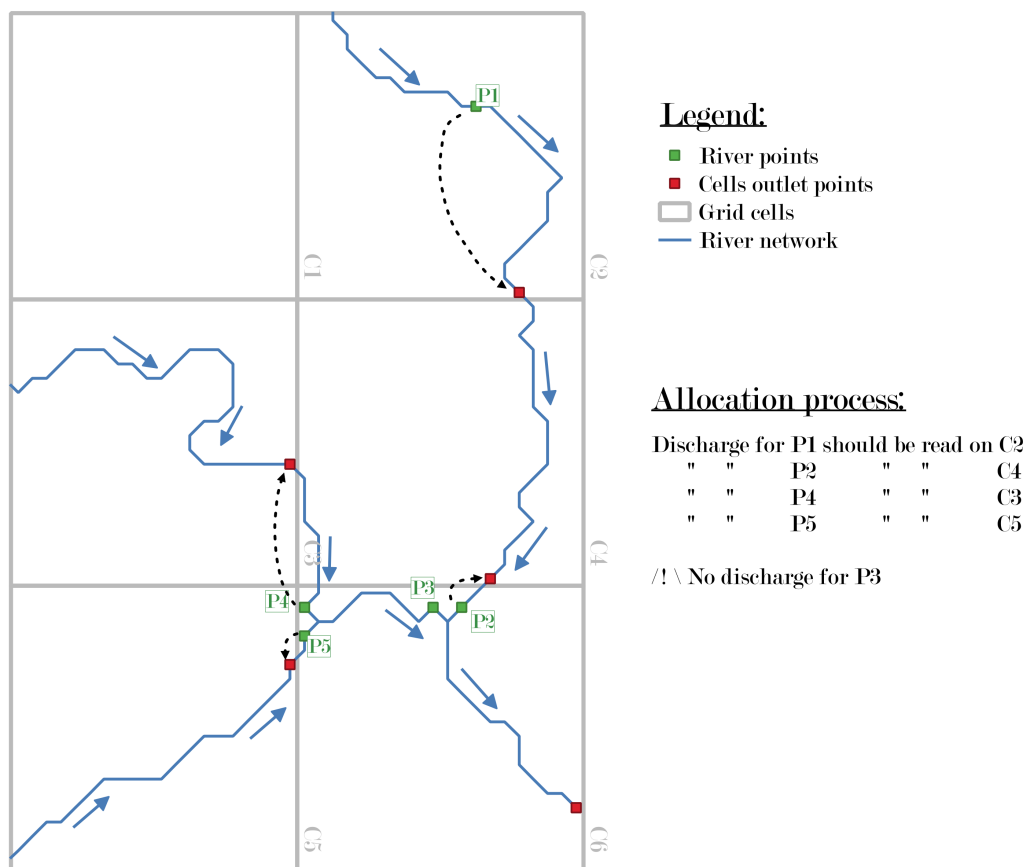 P1
C1
C2
P4
C3
P3
C4
P2
P5
C5
C6
Legend:
River points
Cells outlet points
Grid cells
River network
Allocation process:
Discharge for P1 should be read on C2
" " P2 " " C4
" " P4 " " C3
" " P5 " " C5
/!\ No discharge for P3